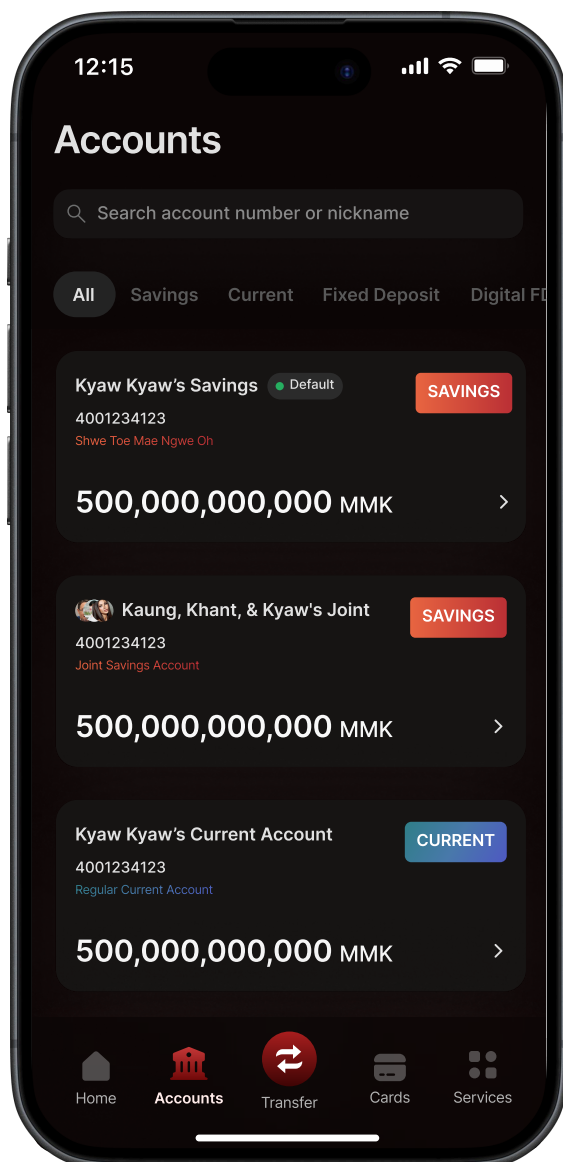 12:15
Accounts
Search account number or nickname
All Savings Current Fixed Deposit Digital FD
Kyaw Kyaw’s Savings Default SAVINGS
4001234123
Shwe Toe Mae Ngwe Oh
500,000,000,000 MMK
Kaung, Khant, & Kyaw's Joint SAVINGS
4001234123
Joint Savings Account
500,000,000,000 MMK
Kyaw Kyaw’s Current Account CURRENT
4001234123
Regular Current Account
500,000,000,000 MMK
Home Accounts Transfer Cards Services